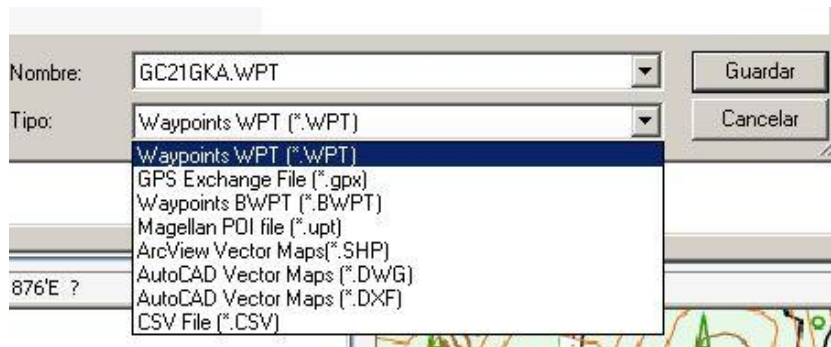 Nombre: GC21GKA.WPT Guardar
Tipo: Waypoints WPT (*.WPT) Cancelar
Waypoints WPT (*.WPT)
GPS Exchange File (*.gpx)
Waypoints BWPT (*.BWPT)
Magellan POI file (*.upt)
ArcView Vector Maps(*.SHP)
AutoCAD Vector Maps (*.DWG)
AutoCAD Vector Maps (*.DXF)
CSV File (*.CSV)
876'E ?